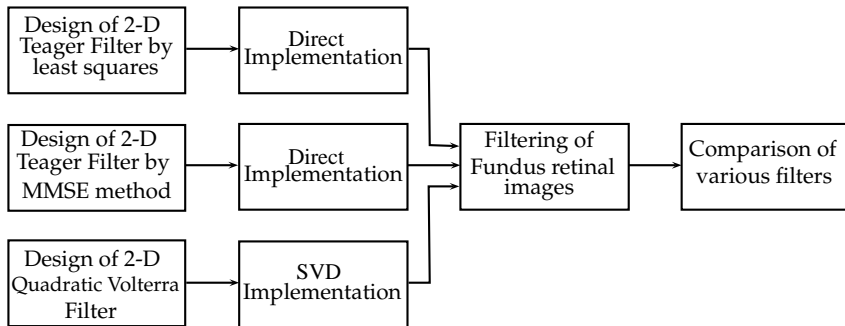 Design of 2-D
Teager Filter by
least squares
Direct
Implementation
Design of 2-D
Teager Filter by
MMSE method
Direct
Implementation
Design of 2-D
Quadratic Volterra
Filter
SVD
Implementation
Filtering of
Fundus retinal
images
Comparison of
various filters